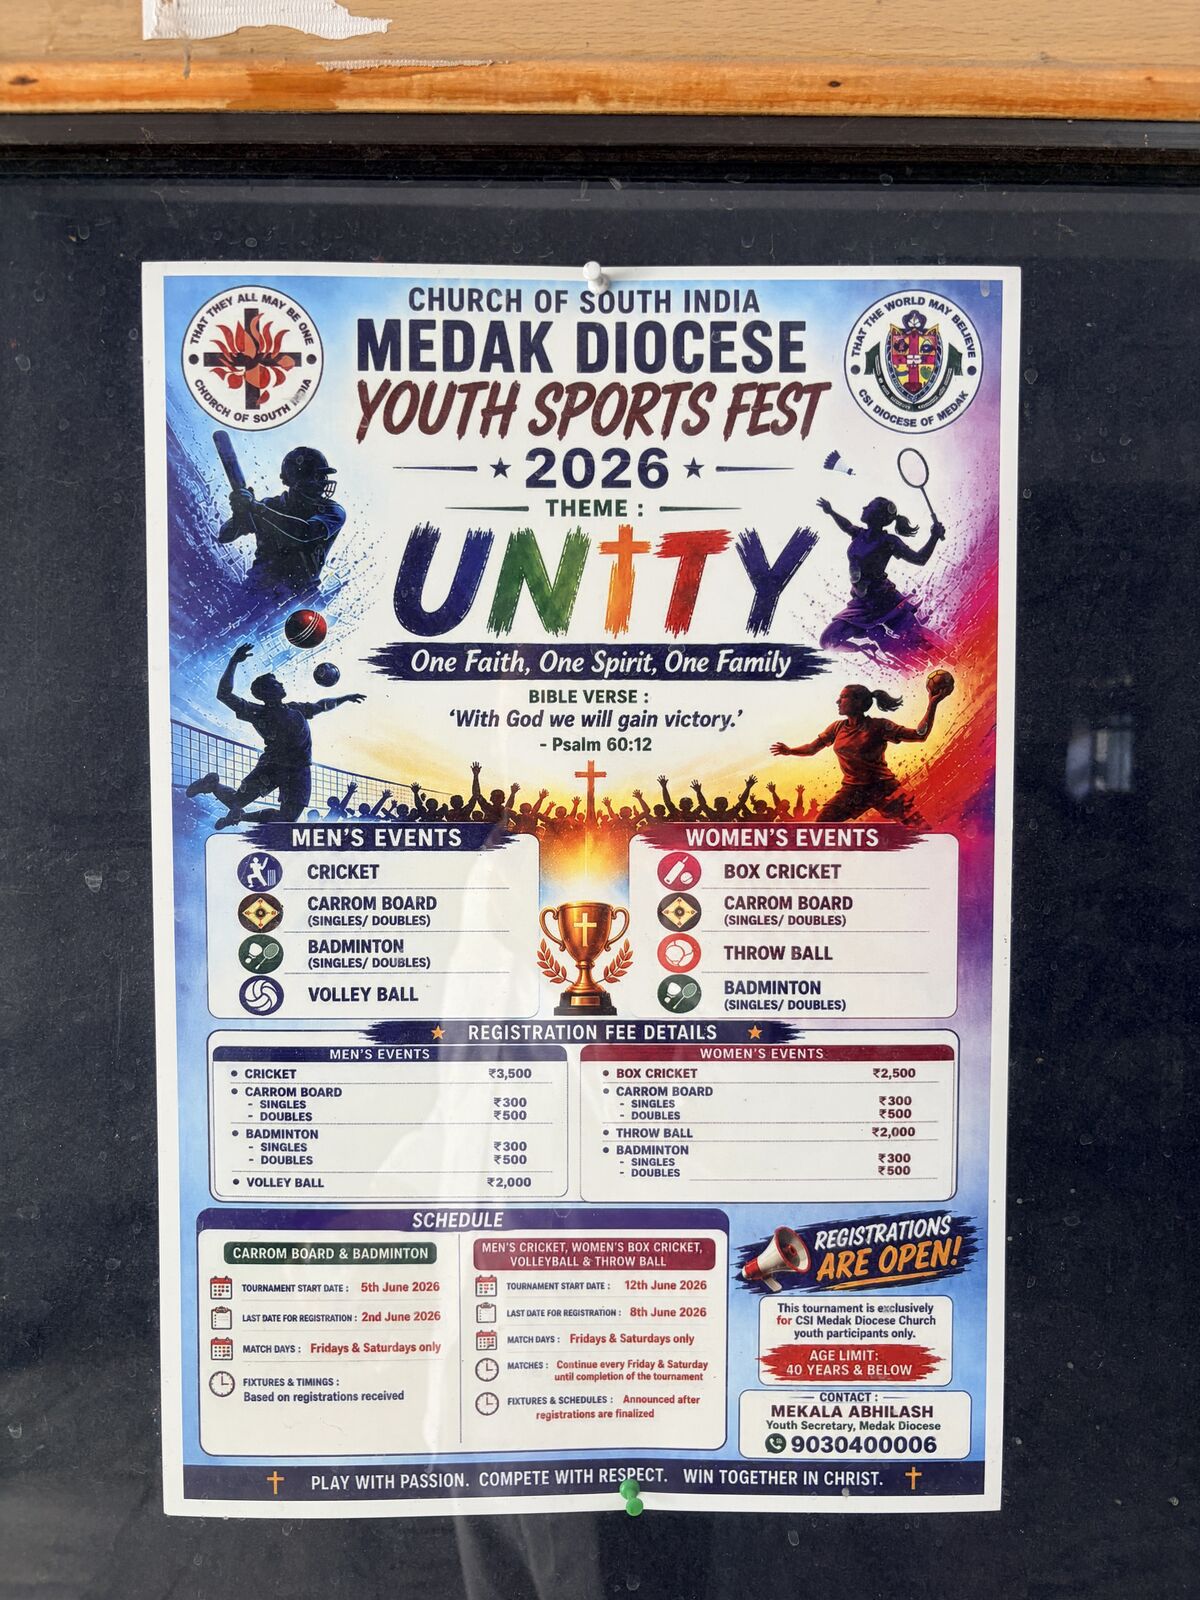 THAT THEY ALL MAY BE ONE
CHURCH OF SOUTH INDIA
CHURCH OF SOUTH INDIA
MEDAK DIOCESE
YOUTH SPORTS FEST
2026
THAT THE WORLD MAY BELIEVE
CSI DIOCESE OF MEDAK
THEME :
UNITY
One Faith, One Spirit, One Family
BIBLE VERSE :
'With God we will gain victory.'
- Psalm 60:12
MEN'S EVENTS
CRICKET
CARROM BOARD
(SINGLES/ DOUBLES)
BADMINTON
(SINGLES/ DOUBLES)
VOLLEY BALL
WOMEN'S EVENTS
BOX CRICKET
CARROM BOARD
(SINGLES/ DOUBLES)
THROW BALL
BADMINTON
(SINGLES/ DOUBLES)
REGISTRATION FEE DETAILS
MEN'S EVENTS
• CRICKET ₹3,500
• CARROM BOARD
- SINGLES ₹300
- DOUBLES ₹500
• BADMINTON
- SINGLES ₹300
- DOUBLES ₹500
• VOLLEY BALL ₹2,000
WOMEN'S EVENTS
• BOX CRICKET ₹2,500
• CARROM BOARD
- SINGLES ₹300
- DOUBLES ₹500
• THROW BALL ₹2,000
• BADMINTON
- SINGLES ₹300
- DOUBLES ₹500
SCHEDULE
CARROM BOARD & BADMINTON
TOURNAMENT START DATE : 5th June 2026
LAST DATE FOR REGISTRATION : 2nd June 2026
MATCH DAYS : Fridays & Saturdays only
FIXTURES & TIMINGS :
Based on registrations received
MEN'S CRICKET, WOMEN'S BOX CRICKET,
VOLLEYBALL & THROW BALL
TOURNAMENT START DATE : 12th June 2026
LAST DATE FOR REGISTRATION : 8th June 2026
MATCH DAYS : Fridays & Saturdays only
MATCHES : Continue every Friday & Saturday
until completion of the tournament
FIXTURES & SCHEDULES : Announced after
registrations are finalized
REGISTRATIONS
ARE OPEN!
This tournament is exclusively
for CSI Medak Diocese Church
youth participants only.
AGE LIMIT:
40 YEARS & BELOW
CONTACT :
MEKALA ABHILASH
Youth Secretary, Medak Diocese
9030400006
PLAY WITH PASSION. COMPETE WITH RESPECT. WIN TOGETHER IN CHRIST.